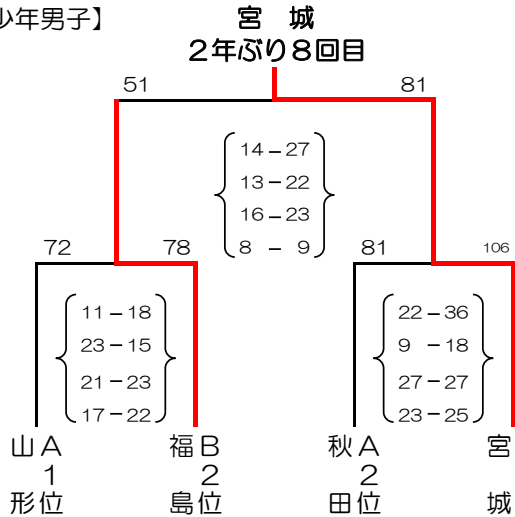 少年男子】
宮　城
２年ぶり８回目
51 81
14 – 27
13 – 22
16 – 23
8 – 9
72 78 81 106
11 – 18
23 – 15
21 – 23
17 – 22
22 – 36
9 – 18
27 – 27
23 – 25
山形 A1位
福島 B2位
秋田 A2位
宮城